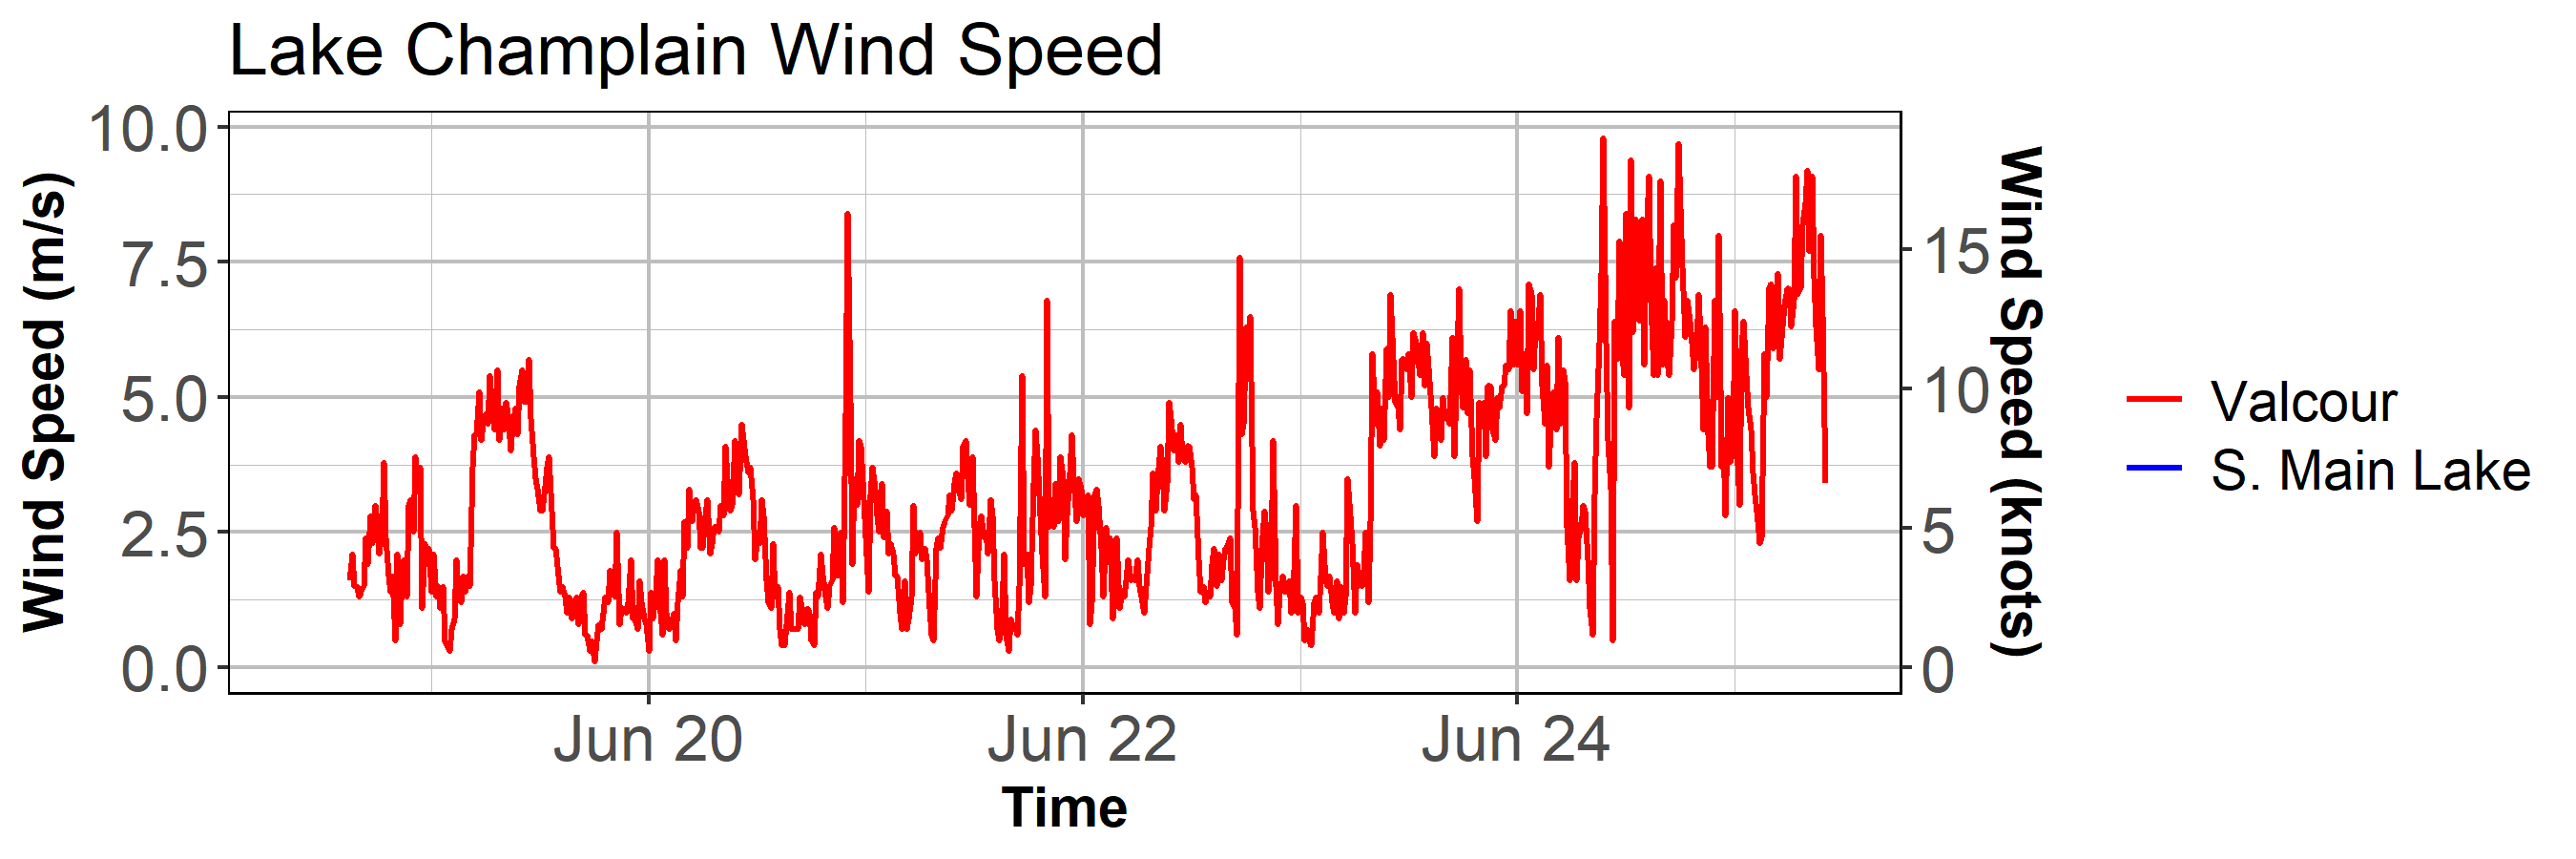 Lake Champlain Wind Speed
10.0
7.5
5.0
2.5
0.0
Wind Speed (m/s)
15
10
5
0
Wind Speed (knots)
Jun 20
Jun 22
Jun 24
Time
Valcour
S. Main Lake